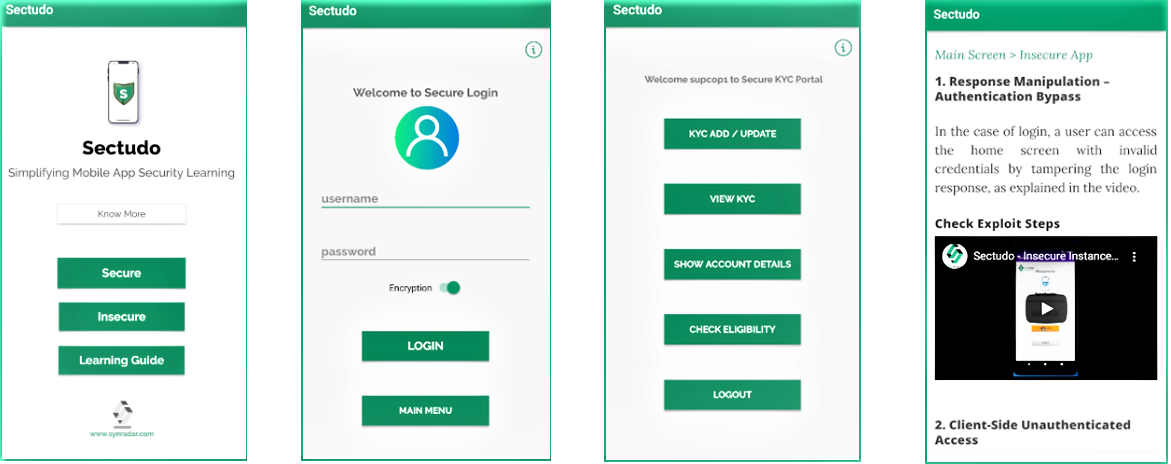 Sectudo
S
Sectudo
Simplifying Mobile App Security Learning
Know More
Secure
Insecure
Learning Guide
www.synradar.com
Sectudo
i
Welcome to Secure Login
username
password
Encryption
LOGIN
MAIN MENU
Sectudo
i
Welcome supcop1 to Secure KYC Portal
KYC ADD / UPDATE
VIEW KYC
SHOW ACCOUNT DETAILS
CHECK ELIGIBILITY
LOGOUT
Sectudo
Main Screen > Insecure App
1. Response Manipulation –
Authentication Bypass
In the case of login, a user can access
the home screen with invalid
credentials by tampering the login
response, as explained in the video.
Check Exploit Steps
Sectudo - Insecure Instance...
2. Client-Side Unauthenticated
Access